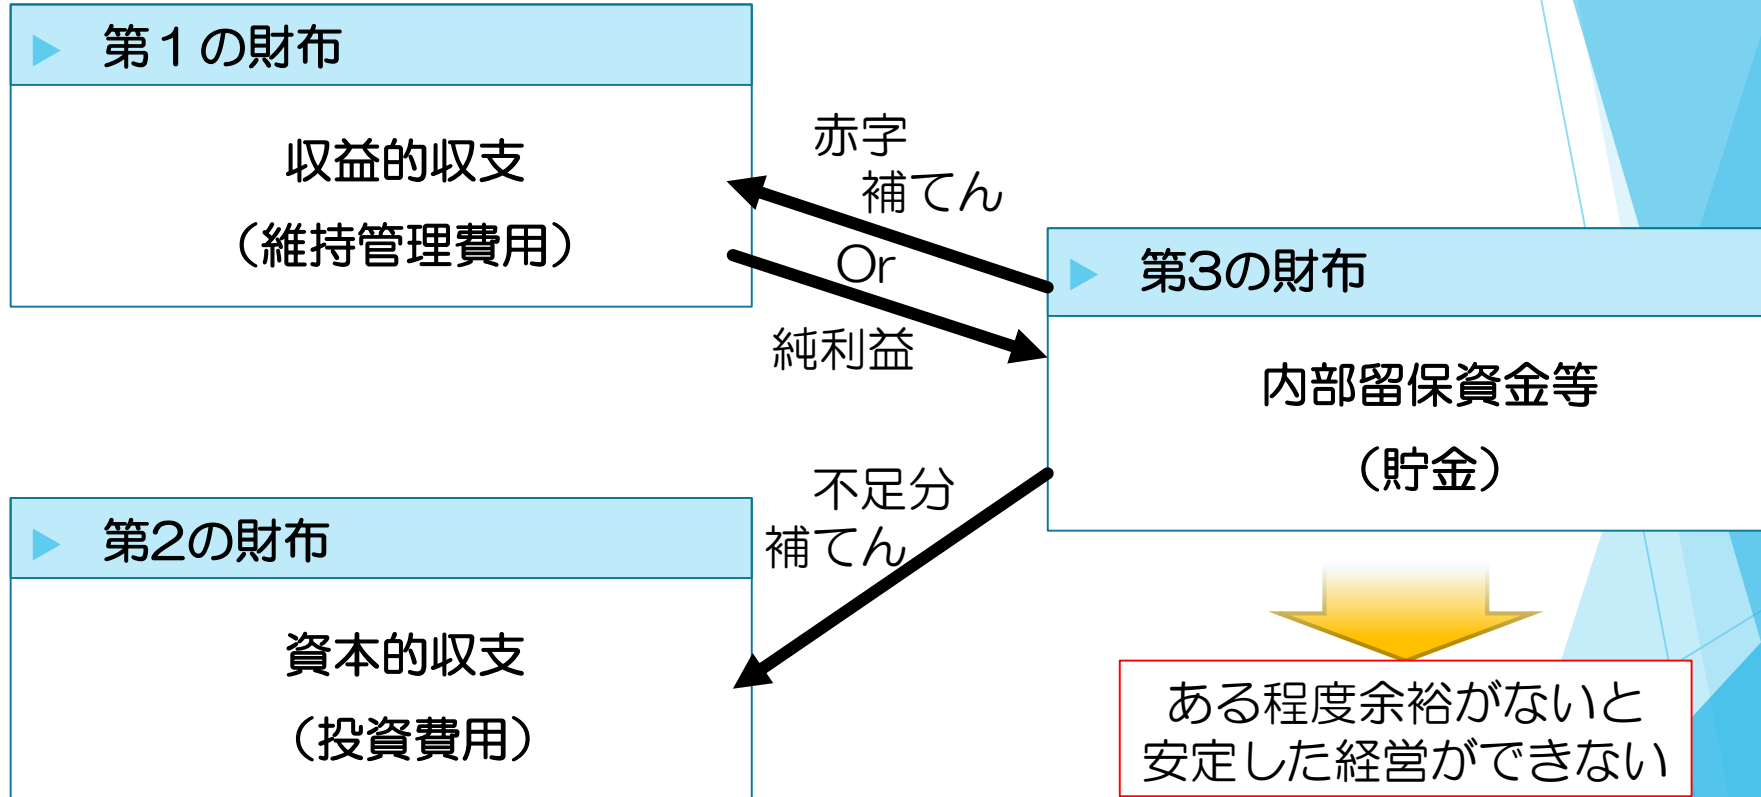 第1の財布
収益的収支
(維持管理費用)
赤字
補てん
Or
純利益
第3の財布
内部留保資金等
(貯金)
不足分
補てん
第2の財布
資本的収支
(投資費用)
ある程度余裕がないと
安定した経営ができない